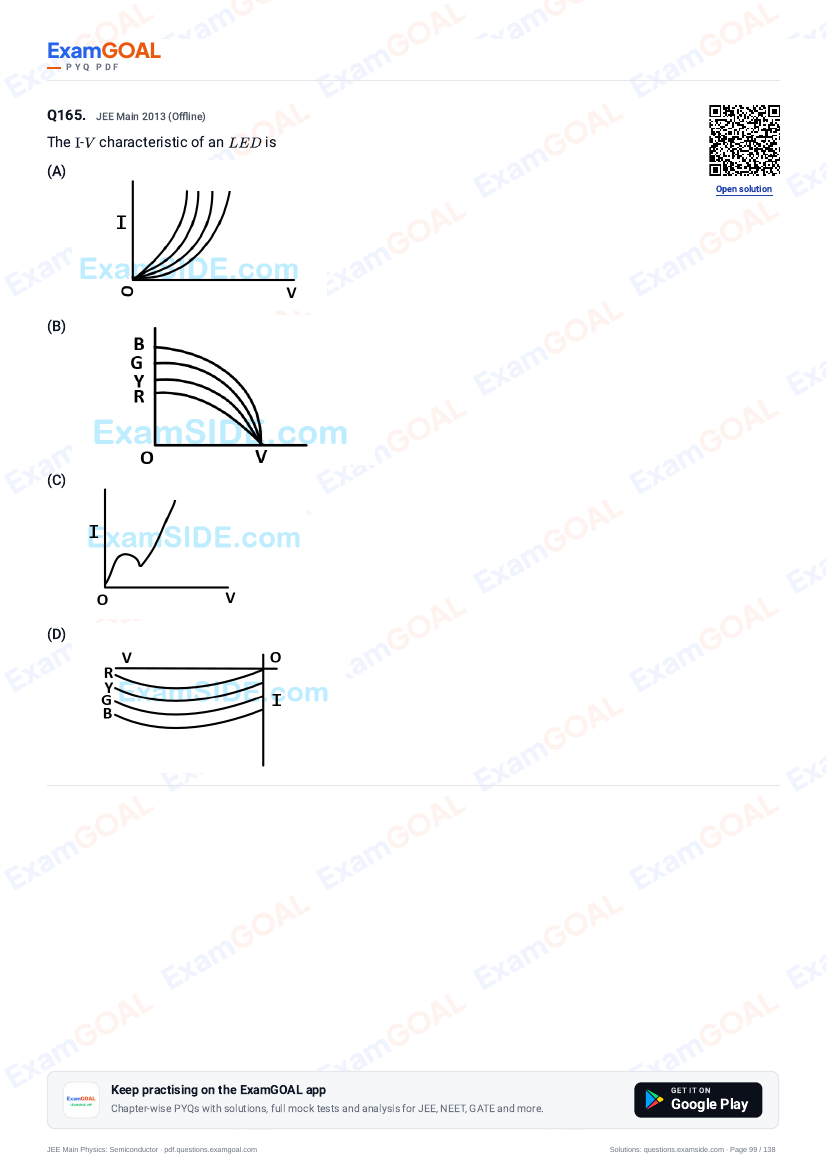 ExamGOAL
PYQ PDF
Q165. JEE Main 2013 (Offline)
The I-V characteristic of an LED is
Open solution
(A)
I
ExamSIDE.com
O
V
(B)
B
G
Y
R
ExamSIDE.com
O
V
(C)
I
ExamSIDE.com
O
V
(D)
V
O
R
Y
G
B
ExamSIDE.com
I
ExamGOAL
Keep practising on the ExamGOAL app
Chapter-wise PYQs with solutions, full mock tests and analysis for JEE, NEET, GATE and more.
GET IT ON
Google Play
JEE Main Physics: Semiconductor · pdf.questions.examgoal.com
Solutions: questions.examside.com · Page 99 / 138